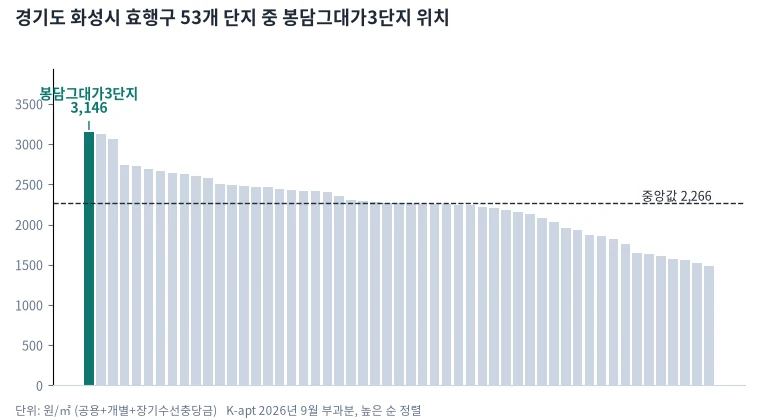 경기도 화성시 효행구 53개 단지 중 봉담그대가3단지 위치
봉담그대가3단지
3,146
3500
3000
2500
2000
1500
1000
500
0
중앙값 2,266
단위: 원/㎡ (공용+개별+장기수선충당금) K-apt 2026년 9월 부과분, 높은 순 정렬